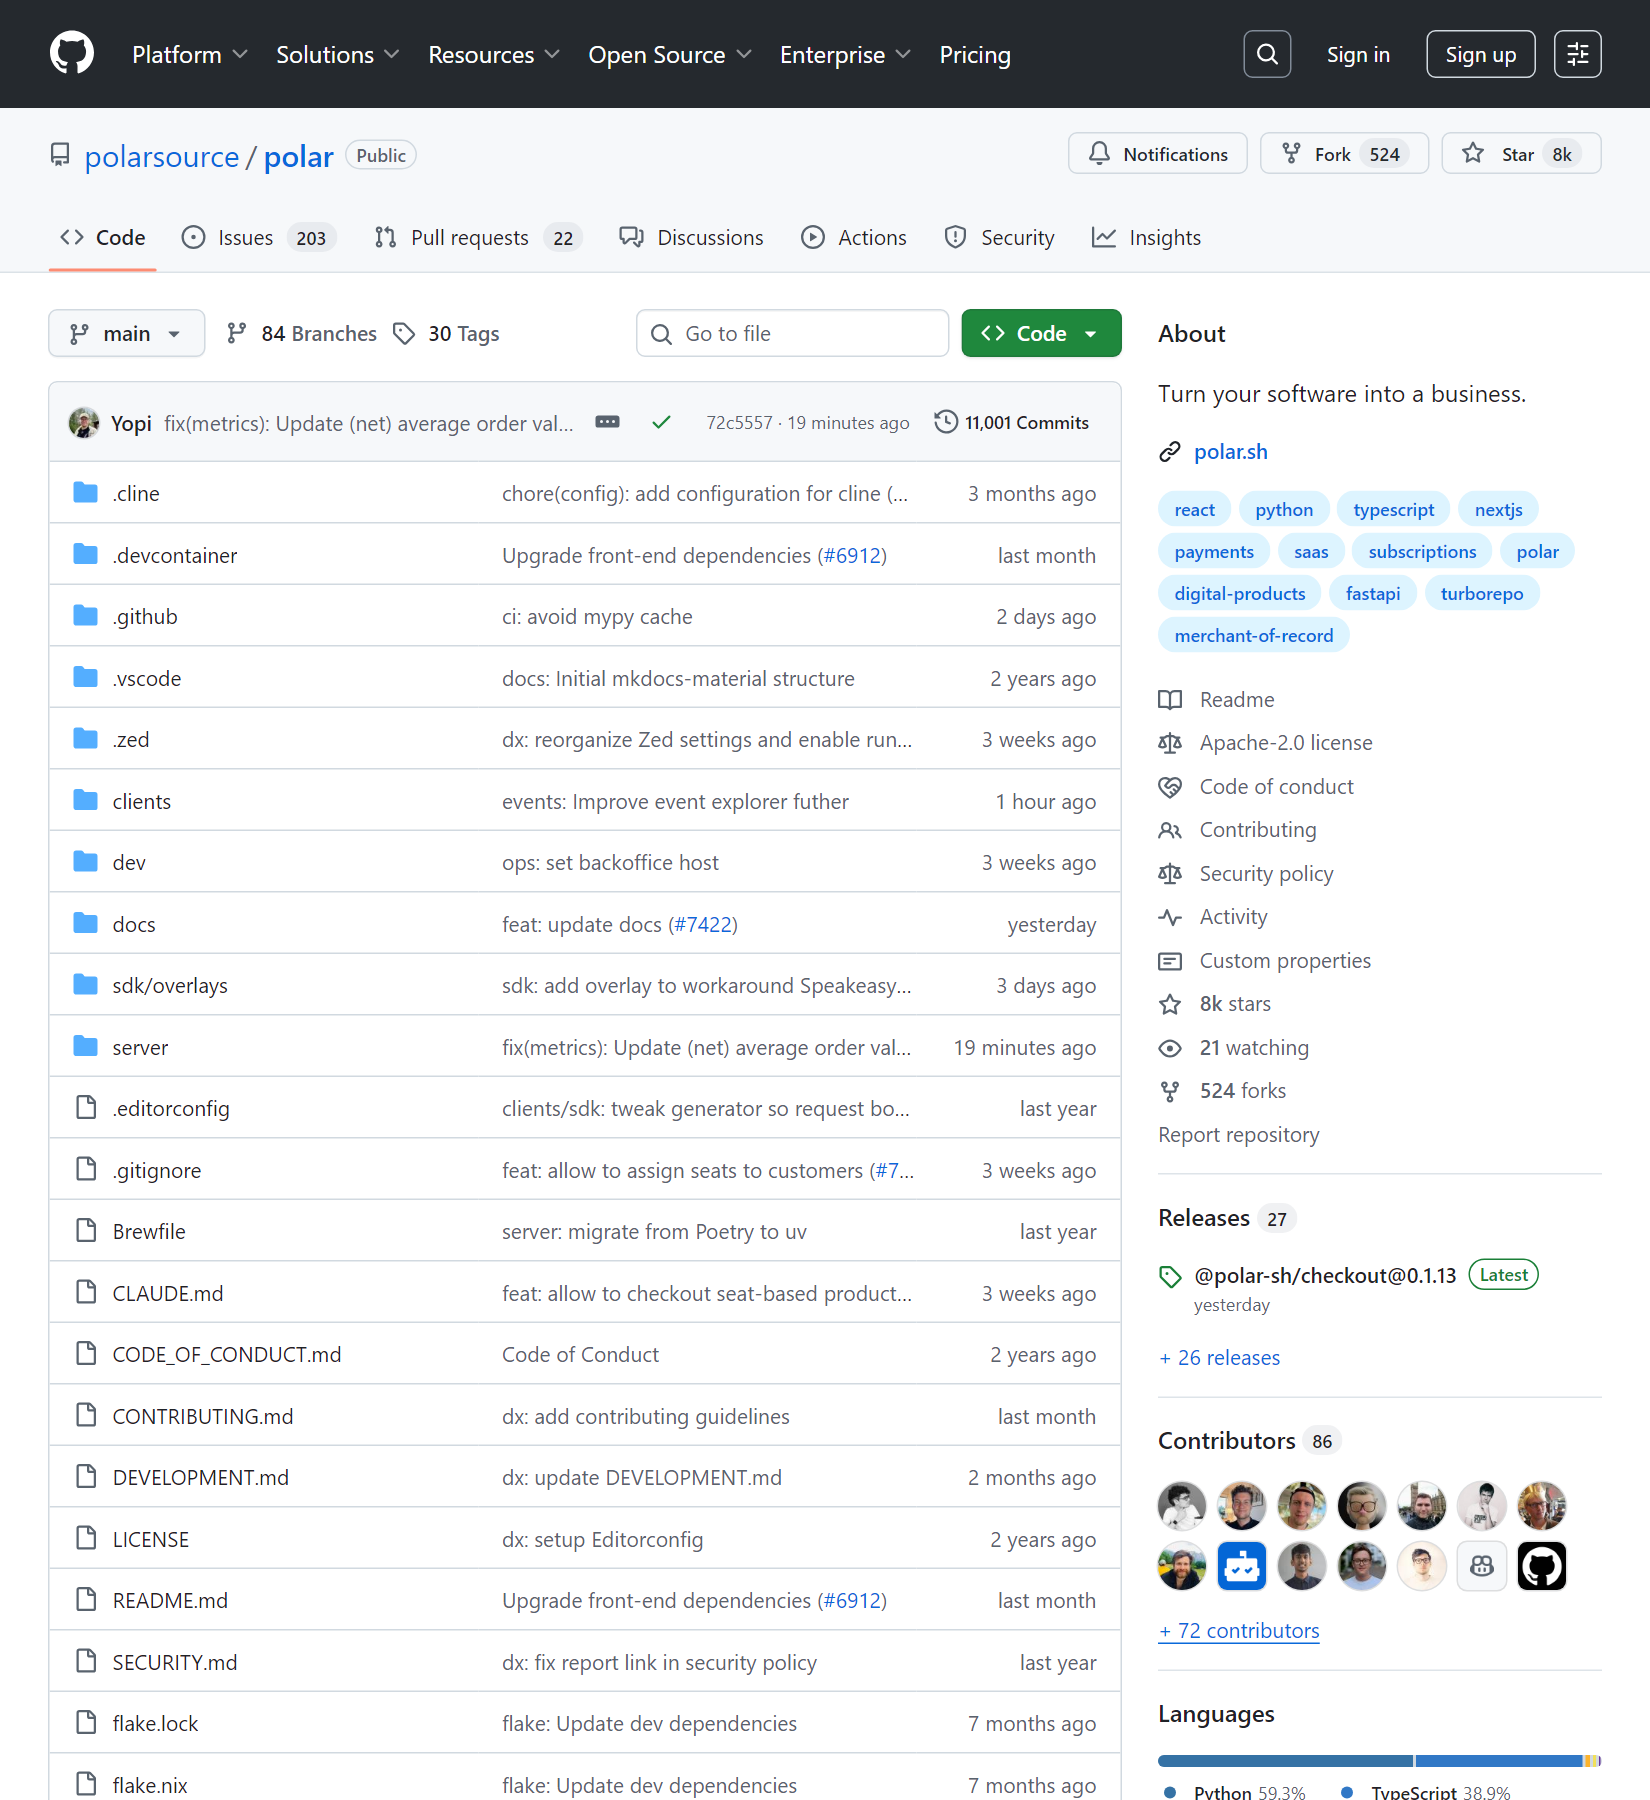 Platform Solutions Resources Open Source Enterprise Pricing Sign in Sign up
polarsource / polar Public Notifications Fork 524 Star 8k
Code Issues 203 Pull requests 22 Discussions Actions Security Insights
main 84 Branches 30 Tags Go to file Code
Yopi fix(metrics): Update (net) average order val... 72c5557 · 19 minutes ago 11,001 Commits
.cline chore(config): add configuration for cline (... 3 months ago
.devcontainer Upgrade front-end dependencies (#6912) last month
.github ci: avoid mypy cache 2 days ago
.vscode docs: Initial mkdocs-material structure 2 years ago
.zed dx: reorganize Zed settings and enable run... 3 weeks ago
clients events: Improve event explorer futher 1 hour ago
dev ops: set backoffice host 3 weeks ago
docs feat: update docs (#7422) yesterday
sdk/overlays sdk: add overlay to workaround Speakeasy... 3 days ago
server fix(metrics): Update (net) average order val... 19 minutes ago
.editorconfig clients/sdk: tweak generator so request bo... last year
.gitignore feat: allow to assign seats to customers (#7... 3 weeks ago
Brewfile server: migrate from Poetry to uv last year
CLAUDE.md feat: allow to checkout seat-based product... 3 weeks ago
CODE_OF_CONDUCT.md Code of Conduct 2 years ago
CONTRIBUTING.md dx: add contributing guidelines last month
DEVELOPMENT.md dx: update DEVELOPMENT.md 2 months ago
LICENSE dx: setup Editorconfig 2 years ago
README.md Upgrade front-end dependencies (#6912) last month
SECURITY.md dx: fix report link in security policy last year
flake.lock flake: Update dev dependencies 7 months ago
flake.nix flake: Update dev dependencies 7 months ago
About
Turn your software into a business.
polar.sh
react python typescript nextjs
payments saas subscriptions polar
digital-products fastapi turborepo
merchant-of-record
Readme
Apache-2.0 license
Code of conduct
Contributing
Security policy
Activity
Custom properties
8k stars
21 watching
524 forks
Report repository
Releases 27
@polar-sh/checkout@0.1.13 Latest
yesterday
+ 26 releases
Contributors 86
+ 72 contributors
Languages
Python 59.3% TypeScript 38.9%